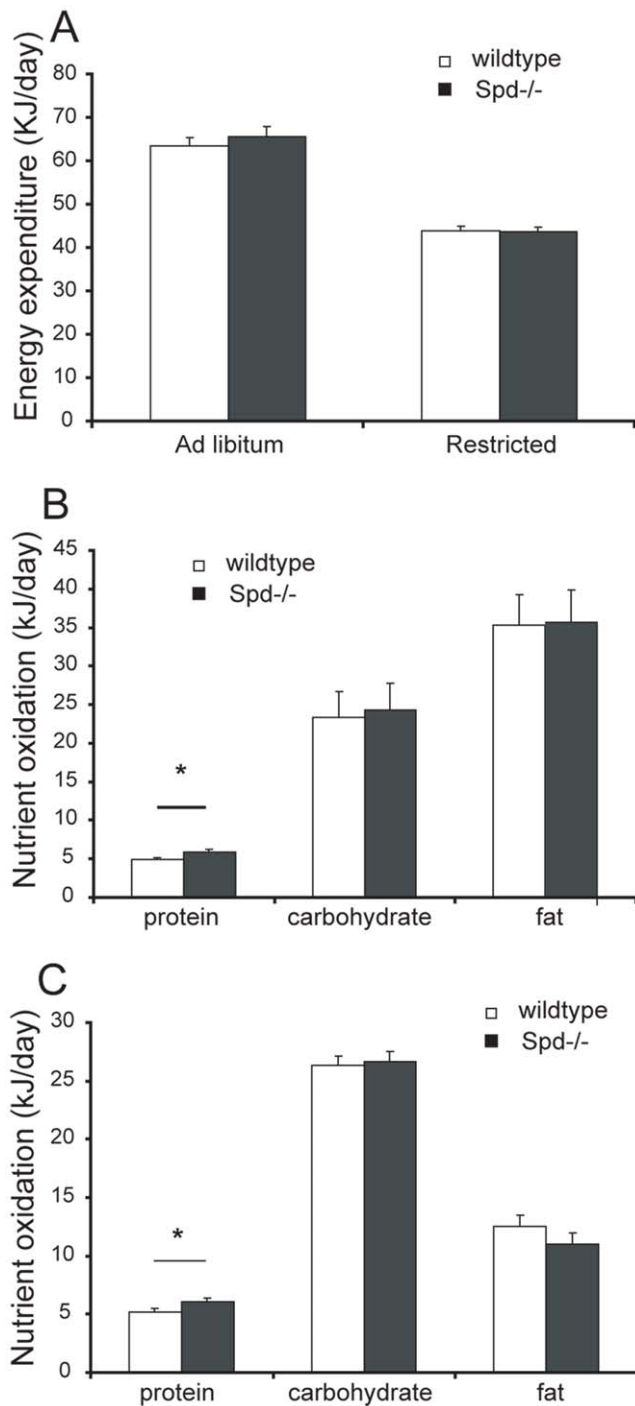 A
wildtype
Spd-/-
Energy expenditure (KJ/day)
80
70
60
50
40
30
20
10
0
Ad libitum Restricted
B
wildtype
Spd-/-
Nutrient oxidation (kJ/day)
45
40
35
30
25
20
15
10
5
0
*
protein carbohydrate fat
C
wildtype
Spd-/-
Nutrient oxidation (kJ/day)
30
25
20
15
10
5
0
*
protein carbohydrate fat